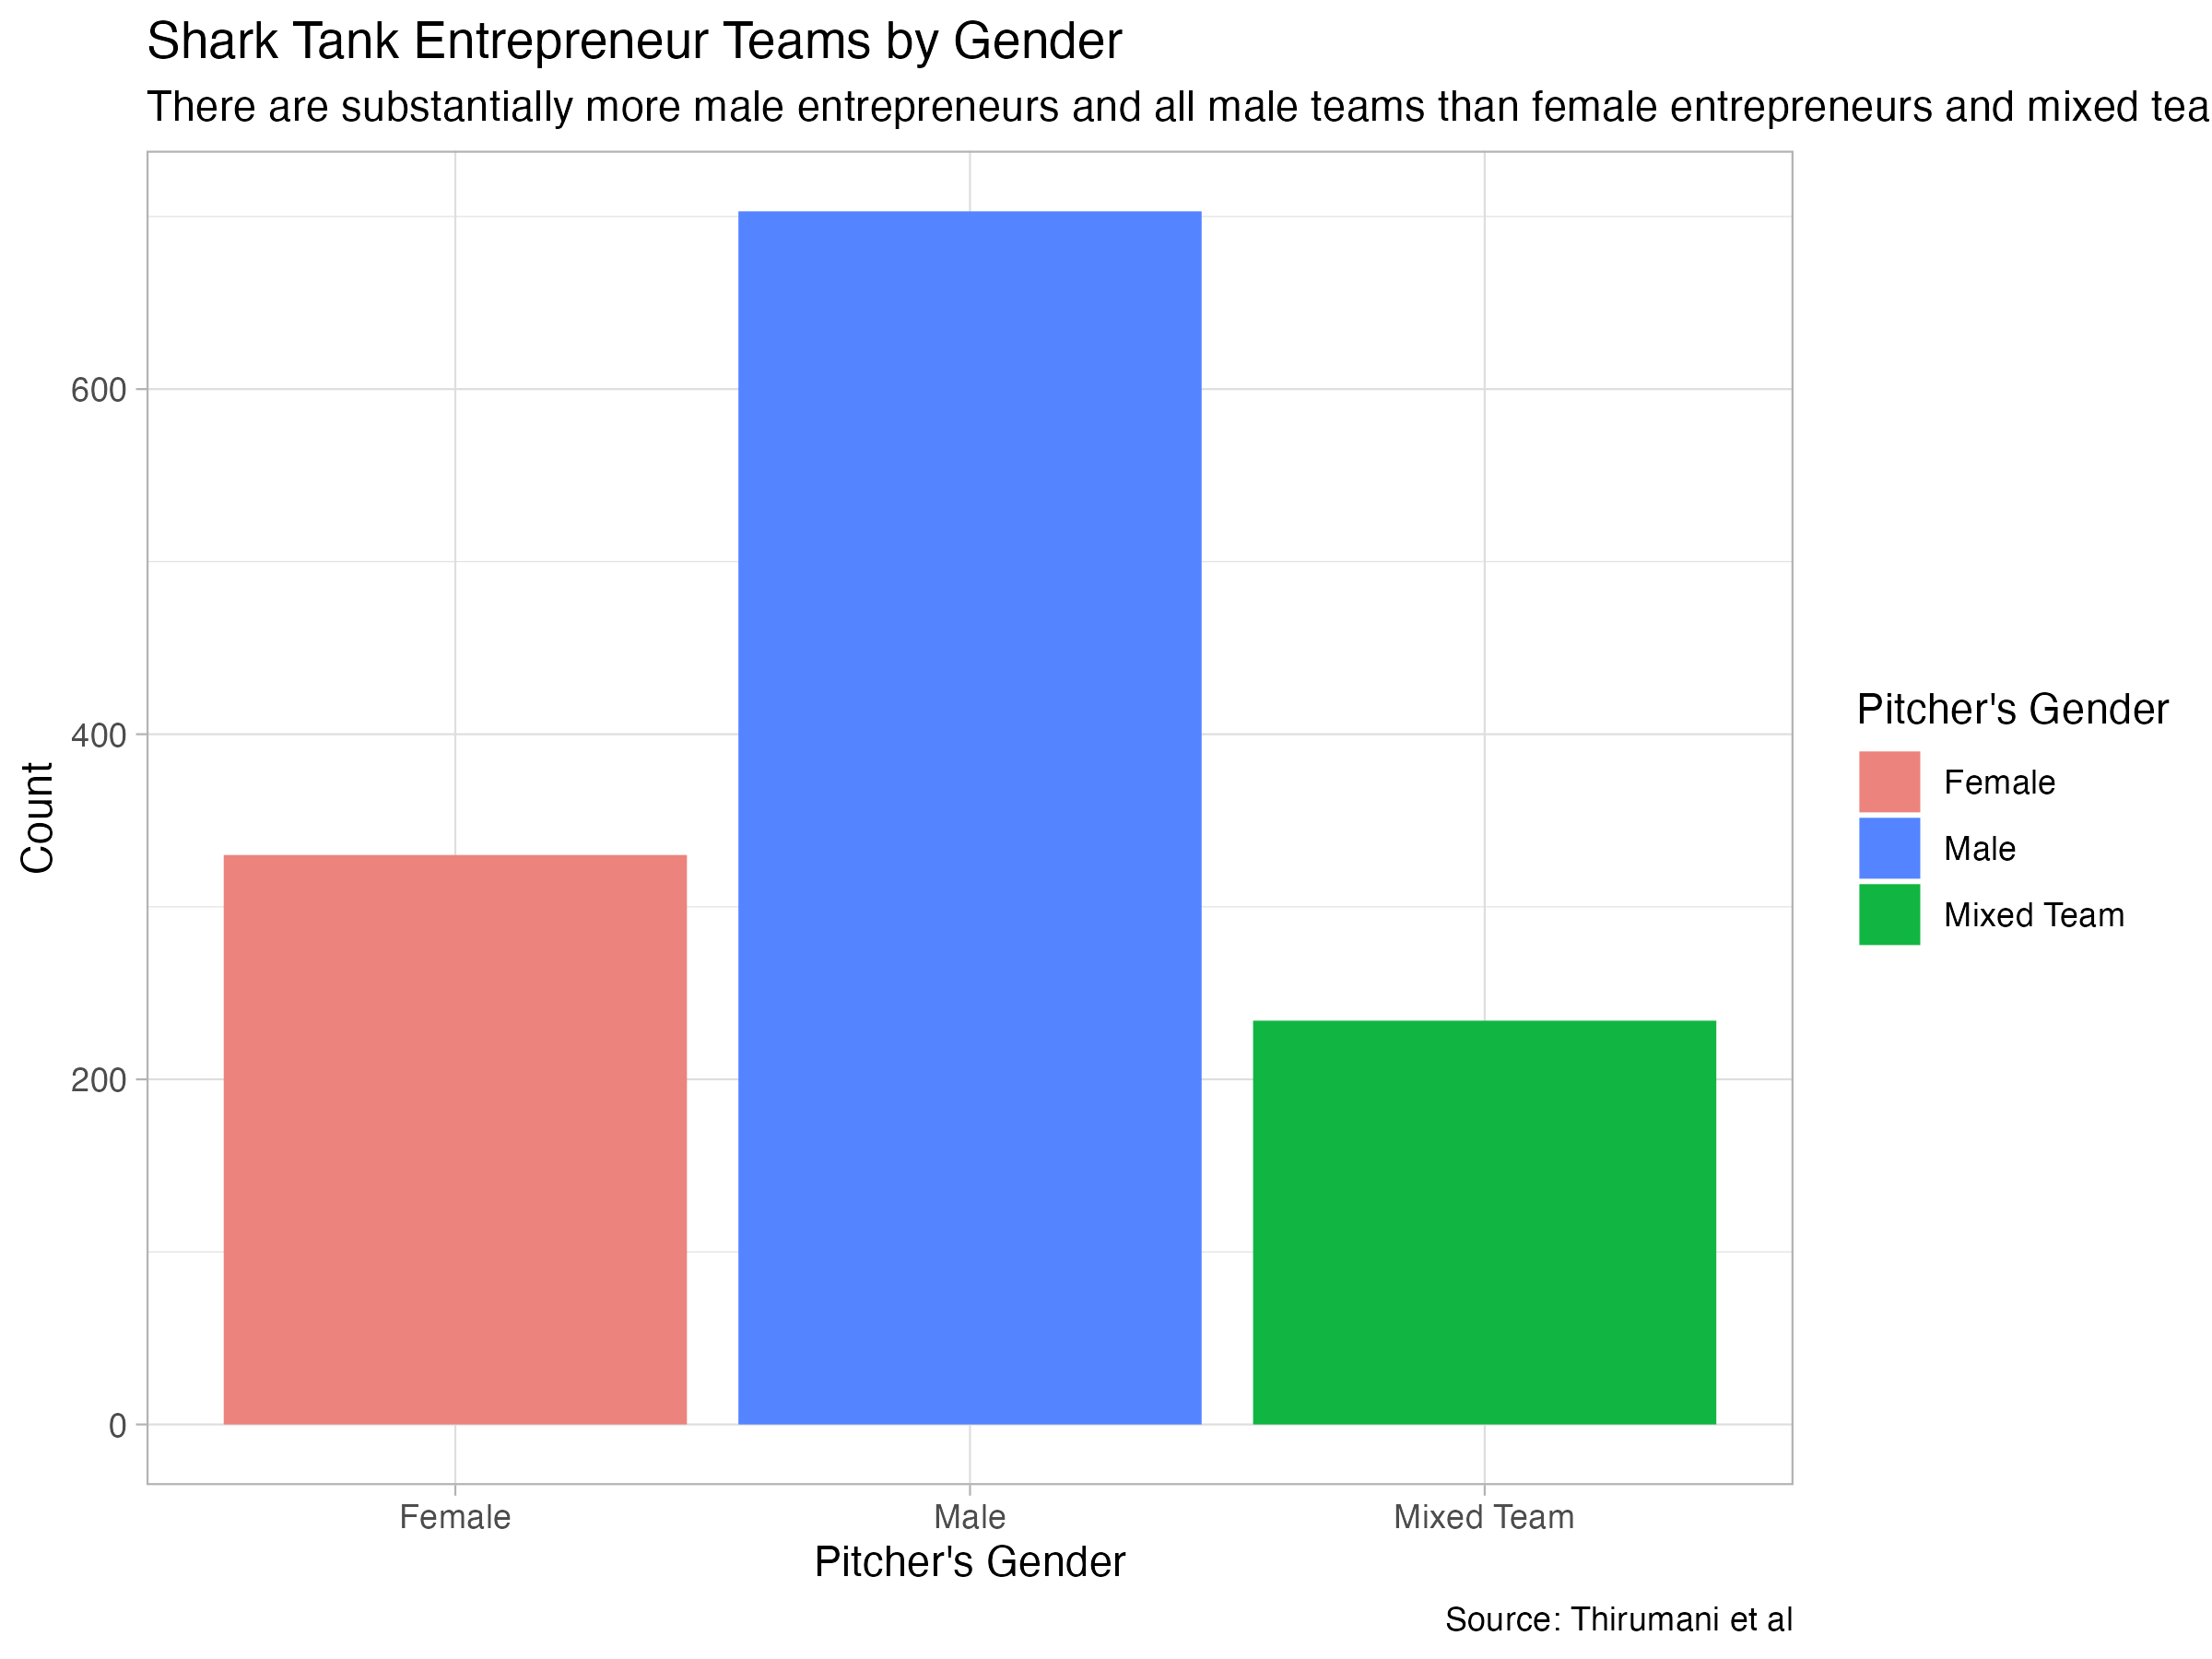 Shark Tank Entrepreneur Teams by Gender
There are substantially more male entrepreneurs and all male teams than female entrepreneurs and mixed tea
600
400
200
0
Count
Female
Male
Mixed Team
Pitcher's Gender
Pitcher's Gender
Female
Male
Mixed Team
Source: Thirumani et al